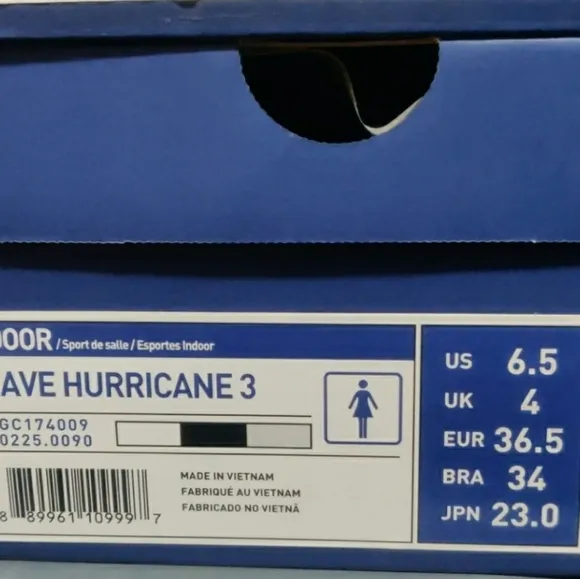 OOR / Sport de salle / Esportes Indoor
AVE HURRICANE 3
GC174009
0225.0090
MADE IN VIETNAM
FABRIQUÉ AU VIETNAM
FABRICADO NO VIETNÃ
8 89961 10999 7
US 6.5
UK 4
EUR 36.5
BRA 34
JPN 23.0